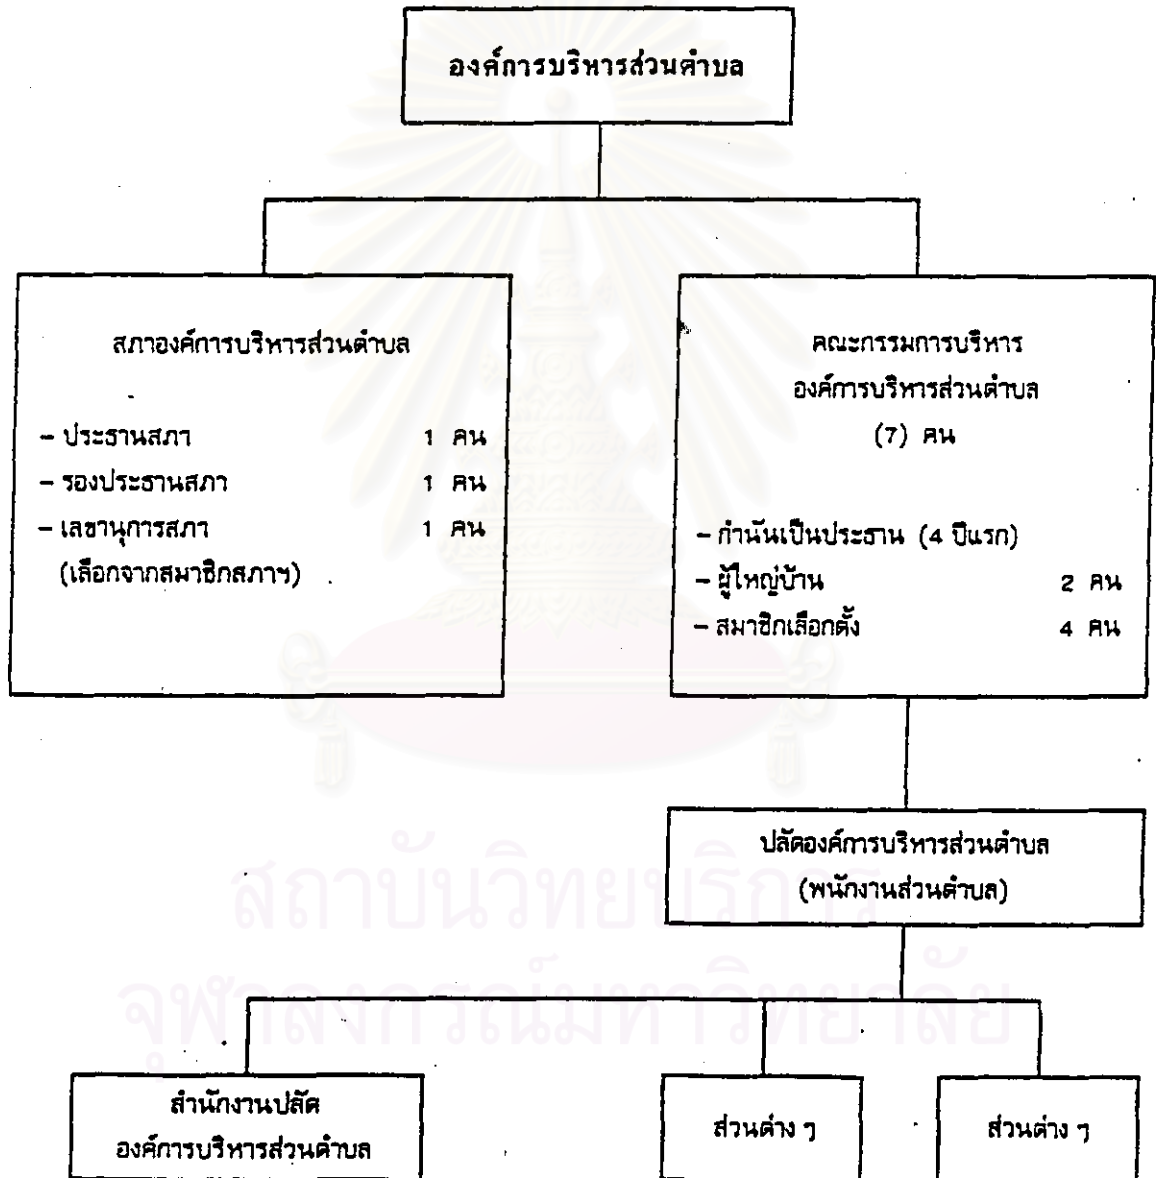 องค์การบริหารส่วนตำบล
สภาองค์การบริหารส่วนตำบล
- ประธานสภา 1 คน
- รองประธานสภา 1 คน
- เลขานุการสภา 1 คน
(เลือกจากสมาชิกสภาฯ)
คณะกรรมการบริหาร
องค์การบริหารส่วนตำบล
(7) คน
- กำนันเป็นประธาน (4 ปีแรก)
- ผู้ใหญ่บ้าน 2 คน
- สมาชิกเลือกตั้ง 4 คน
ปลัดองค์การบริหารส่วนตำบล
(พนักงานส่วนตำบล)
สถาบันวิทยบริการ
จุฬาลงกรณ์มหาวิทยาลัย
สำนักงานปลัด
องค์การบริหารส่วนตำบล
ส่วนต่าง ๆ
ส่วนต่าง ๆ